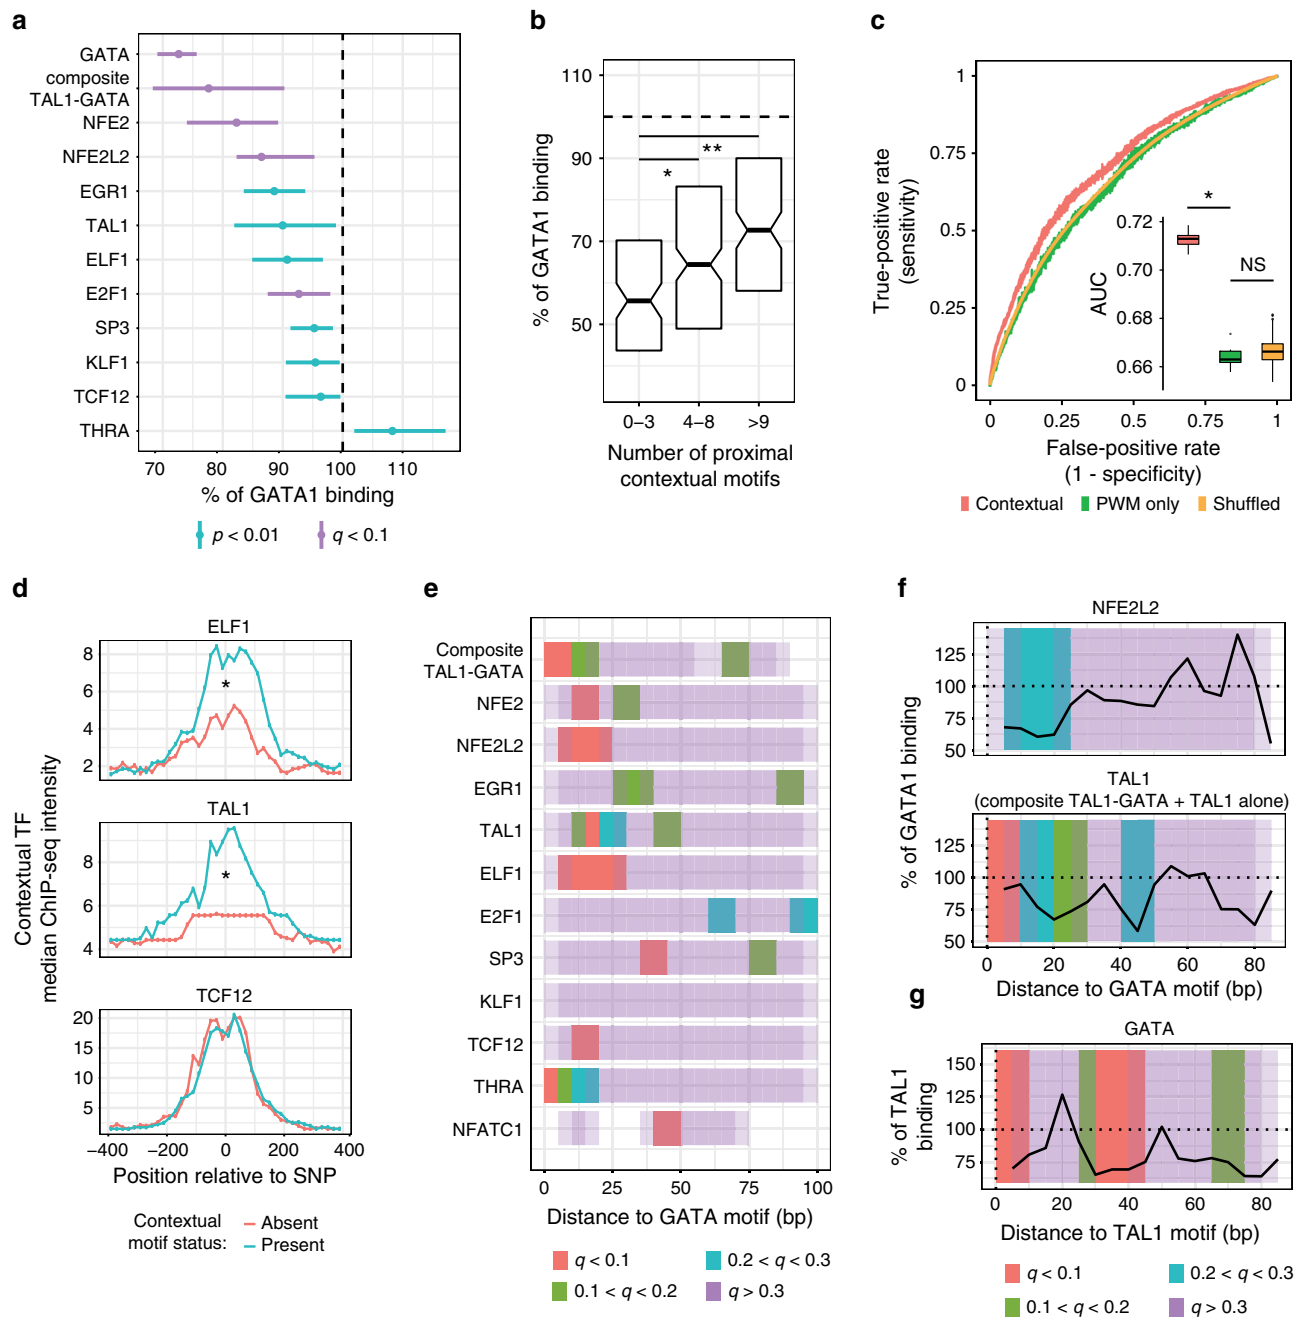 a
GATA
composite
TAL1-GATA
NFE2
NFE2L2
EGR1
TAL1
ELF1
E2F1
SP3
KLF1
TCF12
THRA
70 80 90 100 110
% of GATA1 binding
p < 0.01 q < 0.1
b
110
90
70
50
% of GATA1 binding
*
**
0–3 4–8 >9
Number of proximal
contextual motifs
c
1
0.75
0.5
0.25
0
True-positive rate
(sensitivity)
0 0.25 0.5 0.75 1
False-positive rate
(1 - specificity)
AUC
0.72
0.70
0.68
0.66
*
NS
Contextual PWM only Shuffled
d
Contextual TF
median ChIP-seq intensity
ELF1
8
6
4
2
*
TAL1
8
6
4
*
TCF12
20
15
10
5
−400 −200 0 200 400
Position relative to SNP
Contextual
motif status:
Absent
Present
e
Composite
TAL1-GATA
NFE2
NFE2L2
EGR1
TAL1
ELF1
E2F1
SP3
KLF1
TCF12
THRA
NFATC1
0 25 50 75 100
Distance to GATA motif (bp)
q < 0.1 0.2 < q < 0.3
0.1 < q < 0.2 q > 0.3
f
% of GATA1 binding
NFE2L2
125
100
75
50
TAL1
(composite TAL1-GATA + TAL1 alone)
125
100
75
50
0 20 40 60 80
Distance to GATA motif (bp)
g
GATA
% of TAL1
binding
150
125
100
75
0 20 40 60 80
Distance to TAL1 motif (bp)
q < 0.1 0.2 < q < 0.3
0.1 < q < 0.2 q > 0.3